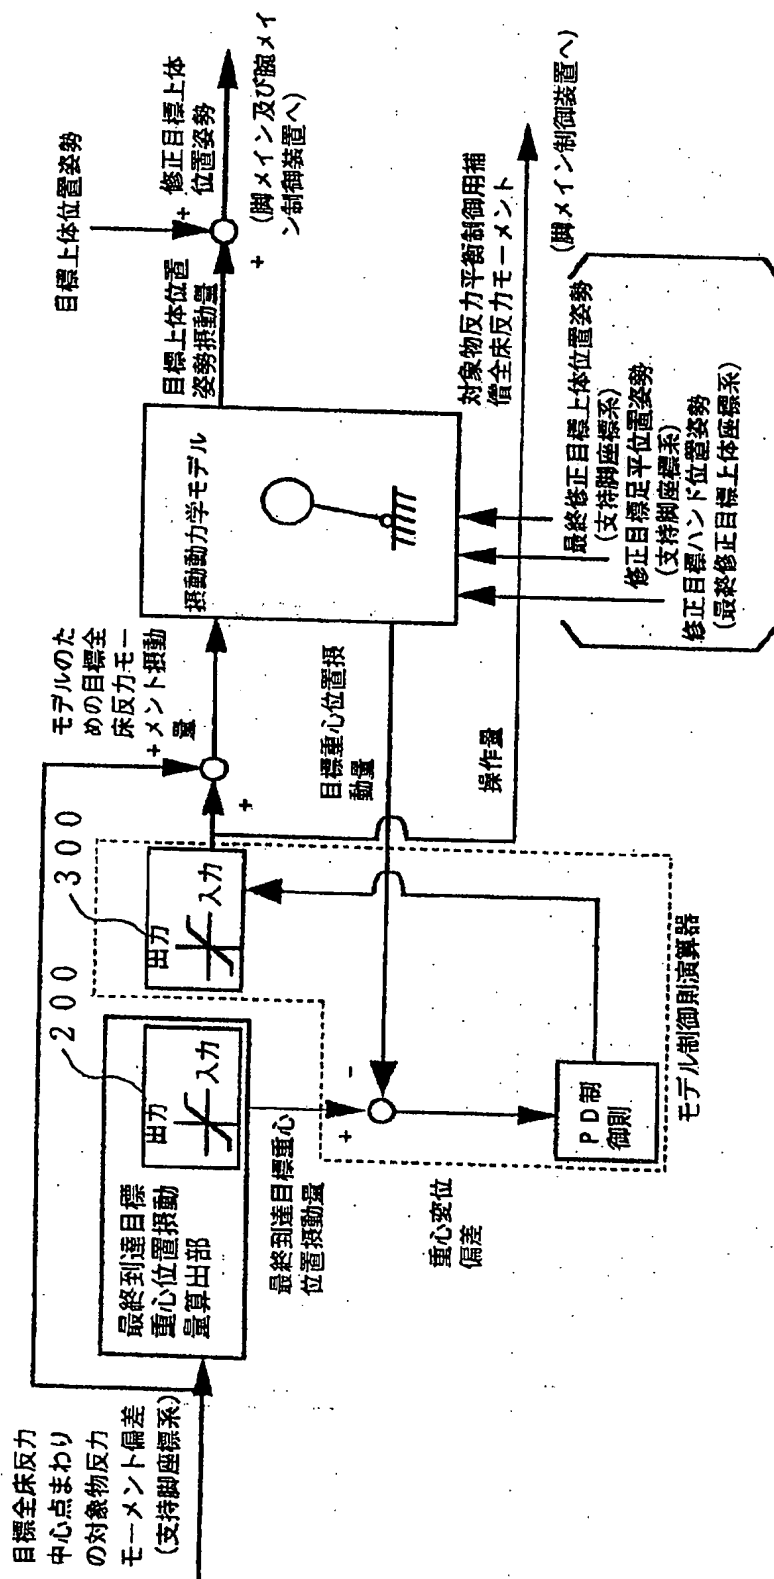 目標全床反力
中心点まわり
の対象物反力
モーメント偏差
(支持脚座標系)
最終到達目標
重心位置摂動
量算出部
200
出力
入力
300
出力
入力
最終到達目標重心
位置摂動量
+
-
重心変位
偏差
PD制
御則
モデル制御則演算器
モデルのた
めの目標全
床反力モー
メント摂動
量
+
+
目標重心位置摂
動量
操作量
摂動動力学モデル
目標上体位置
姿勢摂動量
目標上体位置姿勢
+
+
修正目標上体
位置姿勢
(脚メイン及び腕メイ
ン制御装置へ)
対象物反力平衡制御用補
償全床反力モーメント
(脚メイン制御装置へ)
最終修正目標上体位置姿勢
(支持脚座標系)
修正目標足平位置姿勢
(支持脚座標系)
修正目標ハンド位置姿勢
(最終修正目標上体座標系)